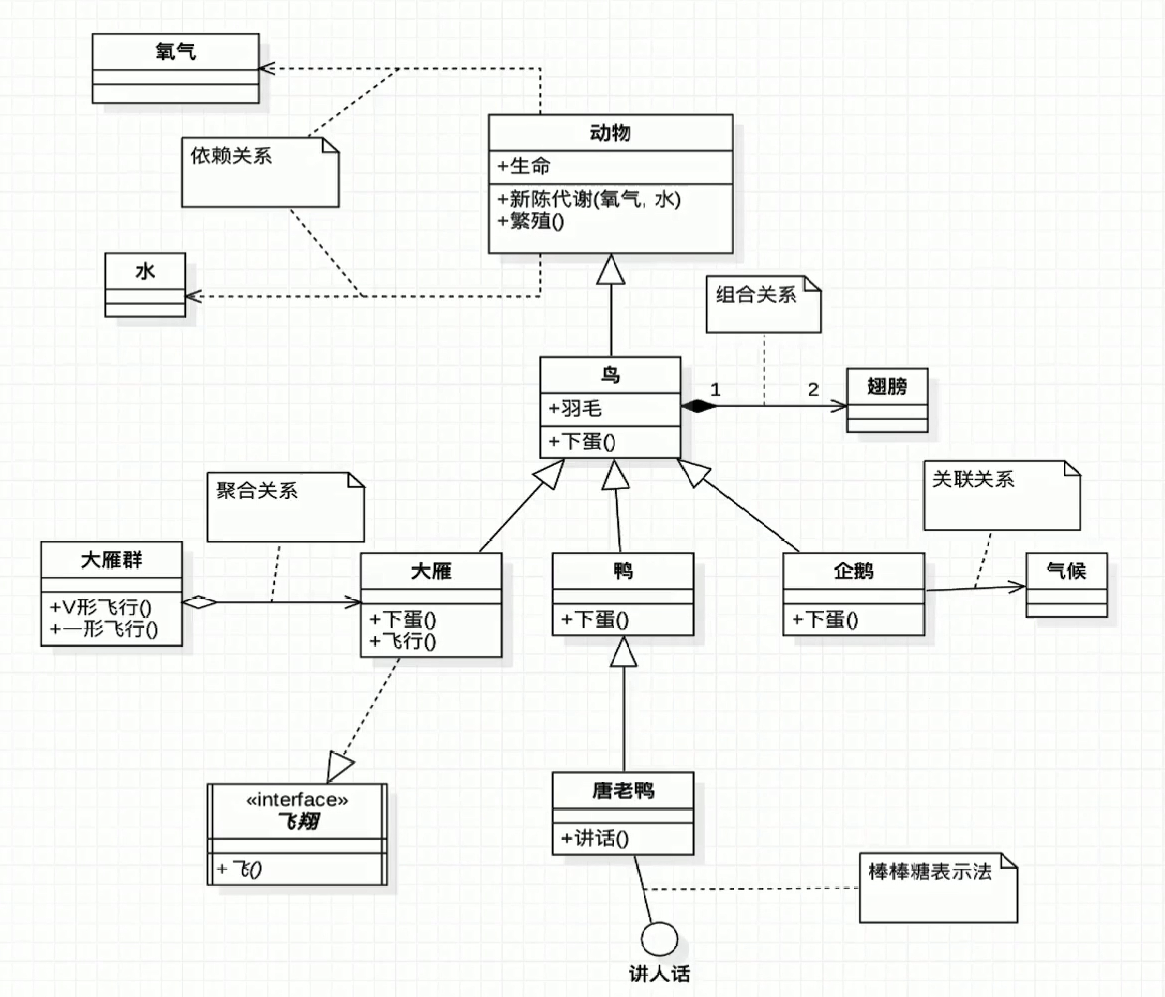 氧气
动物
+生命
+新陈代谢(氧气, 水)
+繁殖()
依赖关系
水
组合关系
鸟
+羽毛
+下蛋()
1
2
翅膀
聚合关系
关联关系
大雁群
+V形飞行()
+一形飞行()
大雁
+下蛋()
+飞行()
鸭
+下蛋()
企鹅
+下蛋()
气候
«interface»
飞翔
+飞()
唐老鸭
+讲话()
棒棒糖表示法
讲人话